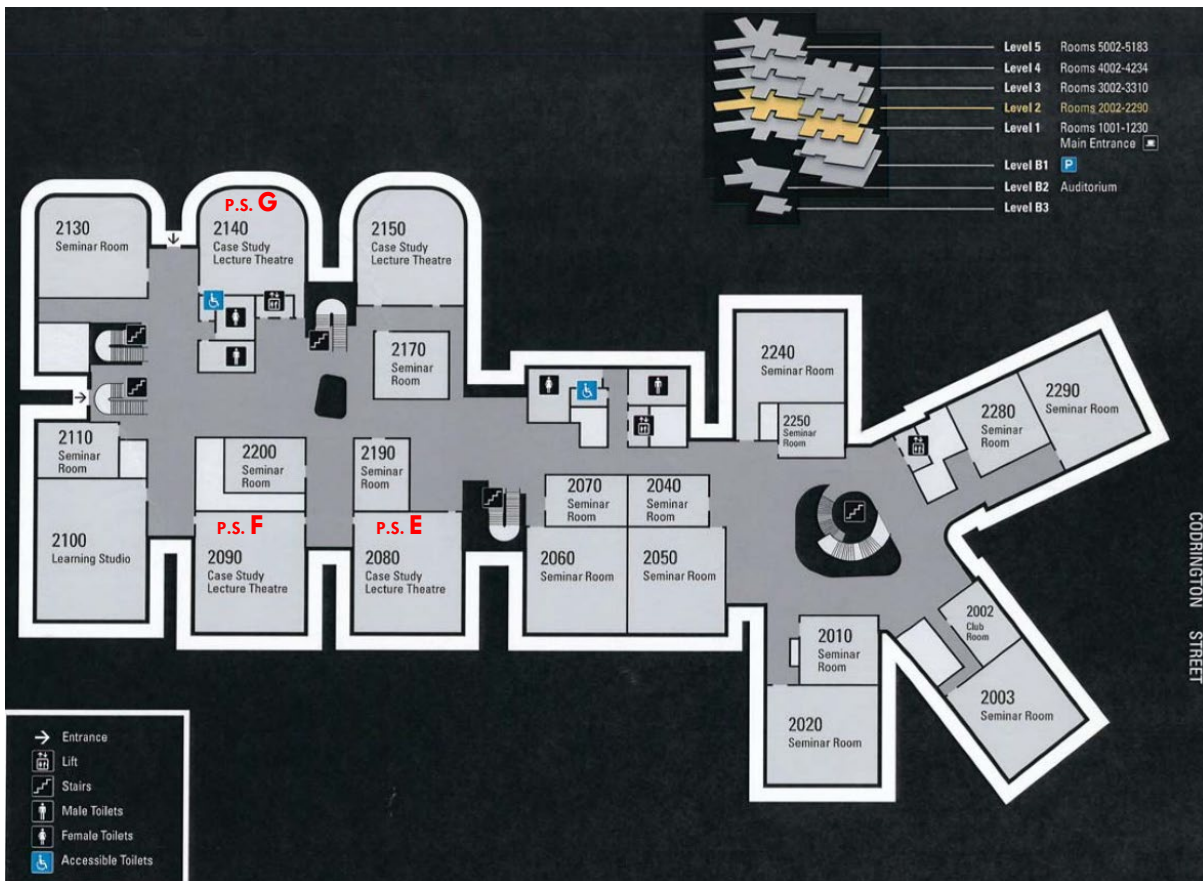 Level 5 Rooms 5002-5183
Level 4 Rooms 4002-4234
Level 3 Rooms 3002-3310
Level 2 Rooms 2002-2290
Level 1 Rooms 1001-1230
Main Entrance
Level B1 P
Level B2 Auditorium
Level B3
2130
Seminar Room
P.S. G
2140
Case Study
Lecture Theatre
2150
Case Study
Lecture Theatre
2170
Seminar
Room
2240
Seminar Room
2250
Seminar
Room
2280
Seminar
Room
2290
Seminar Room
2110
Seminar
Room
2200
Seminar
Room
2190
Seminar
Room
2070
Seminar
Room
2040
Seminar
Room
2100
Learning Studio
P.S. F
2090
Case Study
Lecture Theatre
P.S. E
2080
Case Study
Lecture Theatre
2060
Seminar Room
2050
Seminar Room
2010
Seminar
Room
2002
Club
Room
2003
Seminar Room
2020
Seminar Room
CODRINGTON STREET
Entrance
Lift
Stairs
Male Toilets
Female Toilets
Accessible Toilets